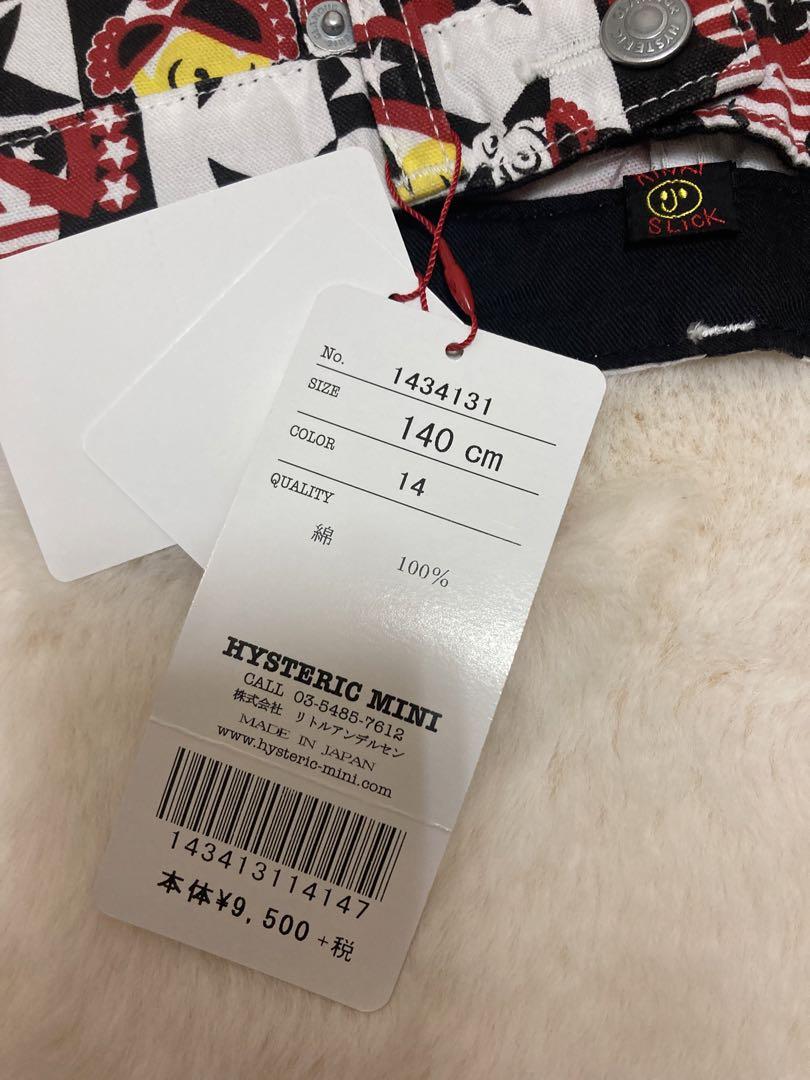 HYSTERIC
SLICK
No. 1434131
SIZE 140 cm
COLOR 14
QUALITY
綿 100%
HYSTERIC MINI
CALL 03-5485-7612
株式会社 リトルアンデルセン
MADE IN JAPAN
www.hysteric-mini.com
143413114147
本体¥9,500 +税